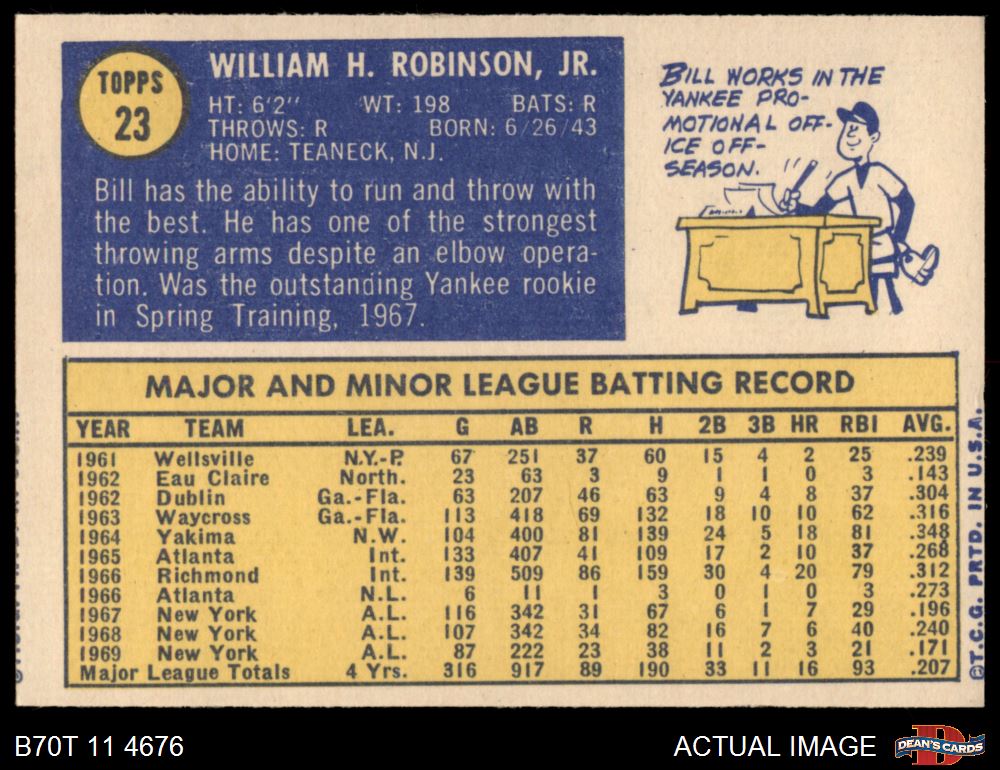 TOPPS
23
WILLIAM H. ROBINSON, JR.
HT: 6'2" WT: 198 BATS: R
THROWS: R BORN: 6/26/43
HOME: TEANECK, N.J.
Bill has the ability to run and throw with
the best. He has one of the strongest
throwing arms despite an elbow opera-
tion. Was the outstanding Yankee rookie
in Spring Training, 1967.
BILL WORKS IN THE
YANKEE PRO-
MOTIONAL OFF-
ICE OFF-
SEASON.
MAJOR AND MINOR LEAGUE BATTING RECORD
YEAR TEAM LEA. G AB R H 2B 3B HR RBI AVG.
1961 Wellsville N.Y.-P. 67 251 37 60 15 4 2 25 .239
1962 Eau Claire North. 23 63 3 9 1 1 0 3 .143
1962 Dublin Ga.-Fla. 63 207 46 63 9 4 8 37 .304
1963 Waycross Ga.-Fla. 113 418 69 132 18 10 10 62 .316
1964 Yakima N.W. 104 400 81 139 24 5 18 81 .348
1965 Atlanta Int. 133 407 41 109 17 2 10 37 .268
1966 Richmond Int. 139 509 86 159 30 4 20 79 .312
1966 Atlanta N.L. 6 11 1 3 0 1 0 3 .273
1967 New York A.L. 116 342 31 67 6 1 7 29 .196
1968 New York A.L. 107 342 34 82 16 7 6 40 .240
1969 New York A.L. 87 222 23 38 11 2 3 21 .171
Major League Totals 4 Yrs. 316 917 89 190 33 11 16 93 .207
©T.C.G. PRTD. IN U.S.A.
B70T 11 4676
ACTUAL IMAGE
DEAN'S CARDS